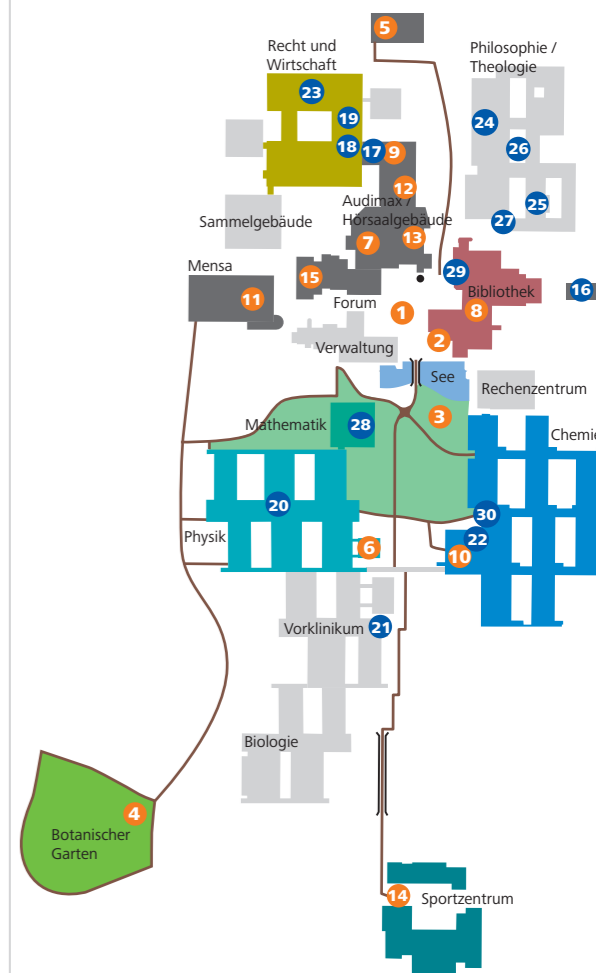 5
Recht und
Wirtschaft
Philosophie /
Theologie
23
19
24
18
17
9
26
12
25
Sammelgebäude
Audimax /
Hörsaalgebäude
27
7
13
Mensa
15
29
Bibliothek
16
11
Forum
1
8
2
Verwaltung
See
Rechenzentrum
3
Mathematik
28
Chemie
20
30
Physik
6
22
10
Vorklinikum
21
Biologie
4
Botanischer
Garten
14
Sportzentrum